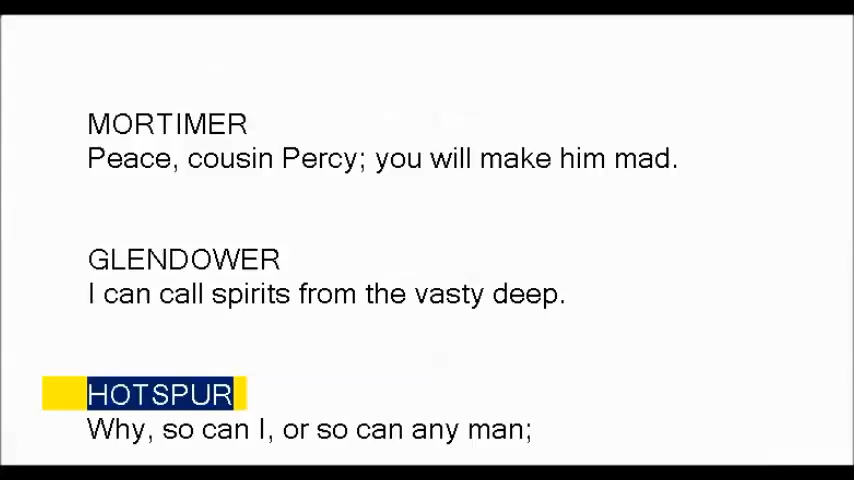 MORTIMER
Peace, cousin Percy; you will make him mad.
GLENDOWER
I can call spirits from the vasty deep.
HOTSPUR
Why, so can I, or so can any man;